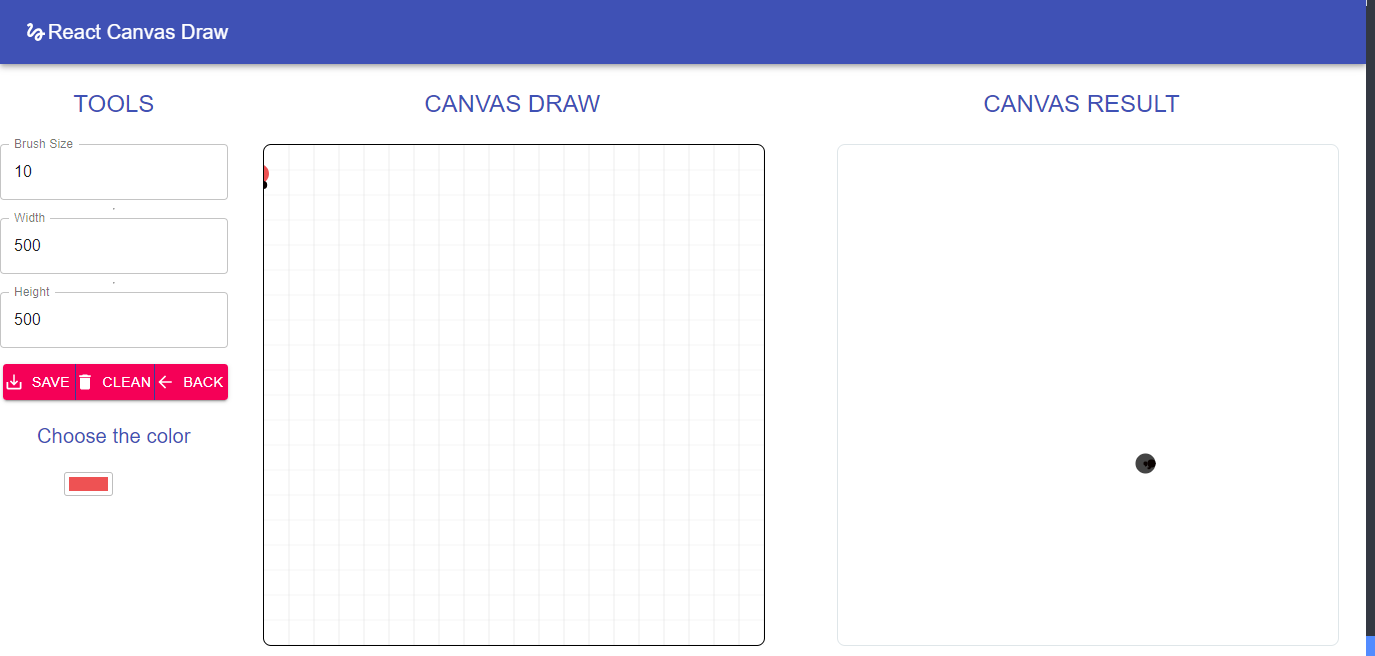 React Canvas Draw
TOOLS
CANVAS DRAW
CANVAS RESULT
Brush Size
10
Width
500
Height
500
SAVE CLEAN BACK
Choose the color